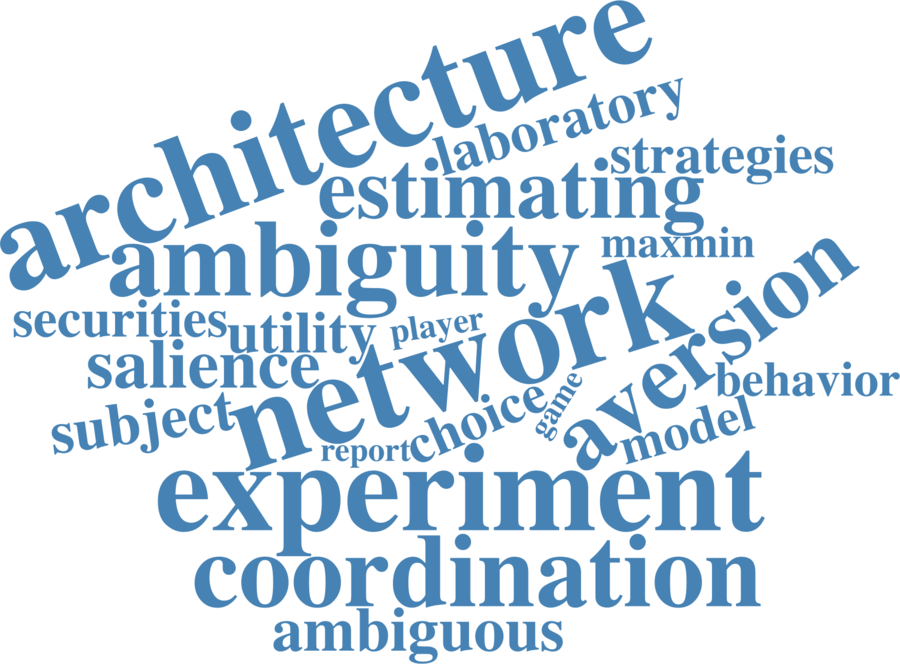 architecture
laboratory
strategies
estimating
ambiguity
maxmin
securities
utility
player
network
aversion
salience
behavior
subject
choice
game
model
report
experiment
coordination
ambiguous